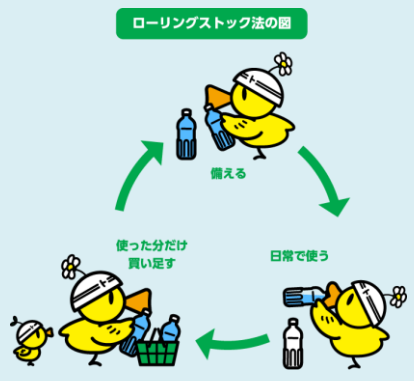 ローリングストック法の図
備える
日常で使う
使った分だけ
買い足す